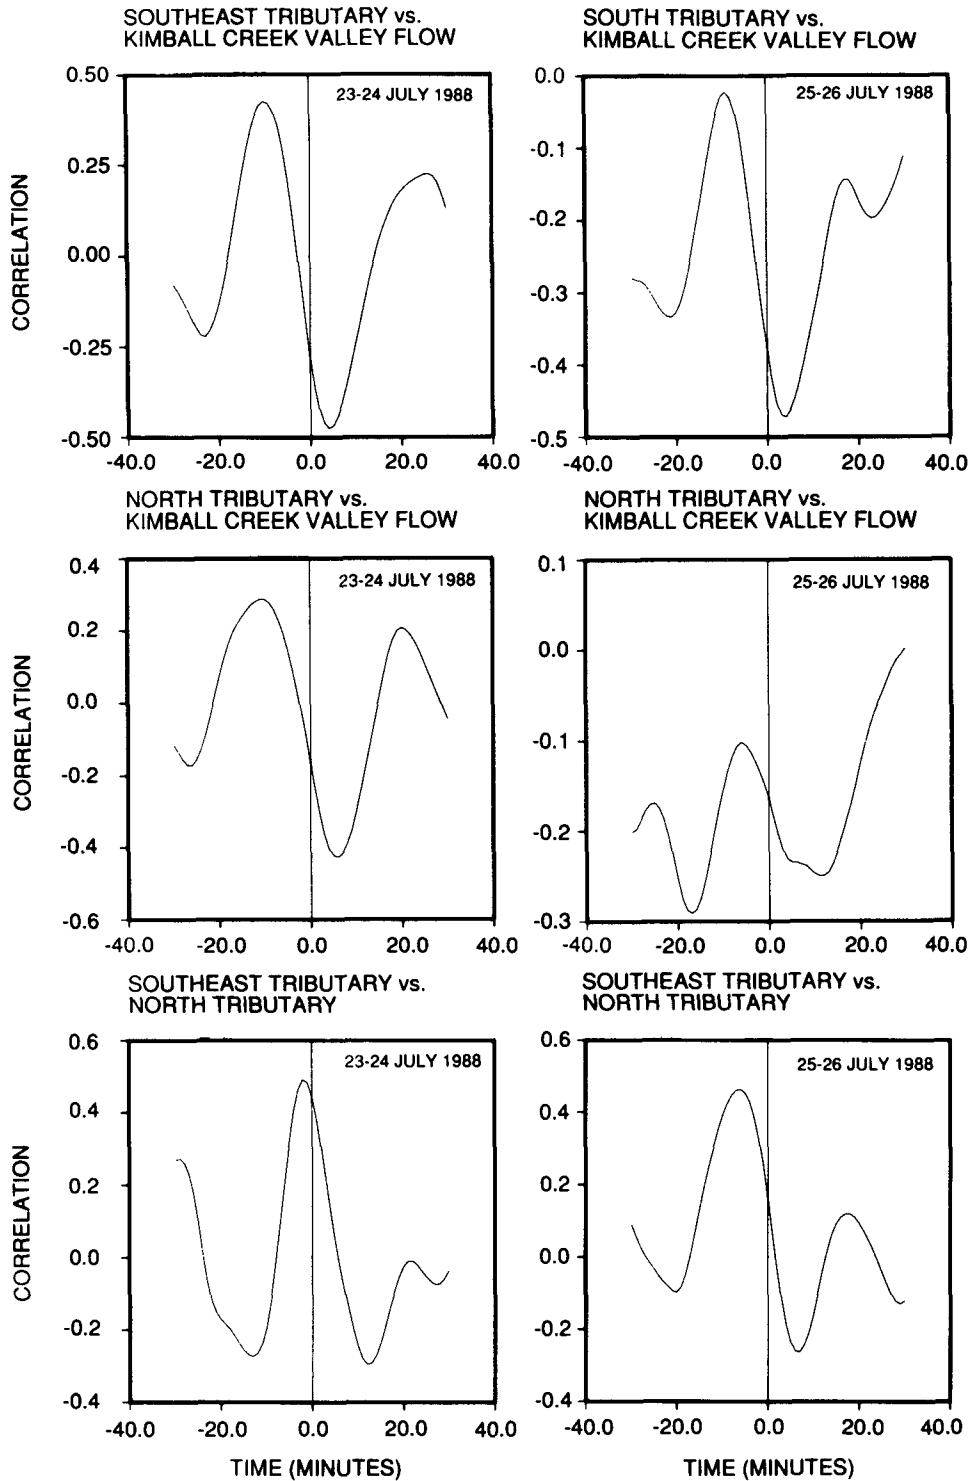 SOUTHEAST TRIBUTARY vs.
KIMBALL CREEK VALLEY FLOW
23-24 JULY 1988
0.50
0.25
0.00
-0.25
-0.50
CORRELATION
-40.0 -20.0 0.0 20.0 40.0
SOUTH TRIBUTARY vs.
KIMBALL CREEK VALLEY FLOW
25-26 JULY 1988
0.0
-0.1
-0.2
-0.3
-0.4
-0.5
-40.0 -20.0 0.0 20.0 40.0
NORTH TRIBUTARY vs.
KIMBALL CREEK VALLEY FLOW
23-24 JULY 1988
0.4
0.2
0.0
-0.2
-0.4
-0.6
CORRELATION
-40.0 -20.0 0.0 20.0 40.0
NORTH TRIBUTARY vs.
KIMBALL CREEK VALLEY FLOW
25-26 JULY 1988
0.1
0.0
-0.1
-0.2
-0.3
-40.0 -20.0 0.0 20.0 40.0
SOUTHEAST TRIBUTARY vs.
NORTH TRIBUTARY
23-24 JULY 1988
0.6
0.4
0.2
0.0
-0.2
-0.4
CORRELATION
-40.0 -20.0 0.0 20.0 40.0
TIME (MINUTES)
SOUTHEAST TRIBUTARY vs.
NORTH TRIBUTARY
25-26 JULY 1988
0.6
0.4
0.2
0.0
-0.2
-0.4
-40.0 -20.0 0.0 20.0 40.0
TIME (MINUTES)